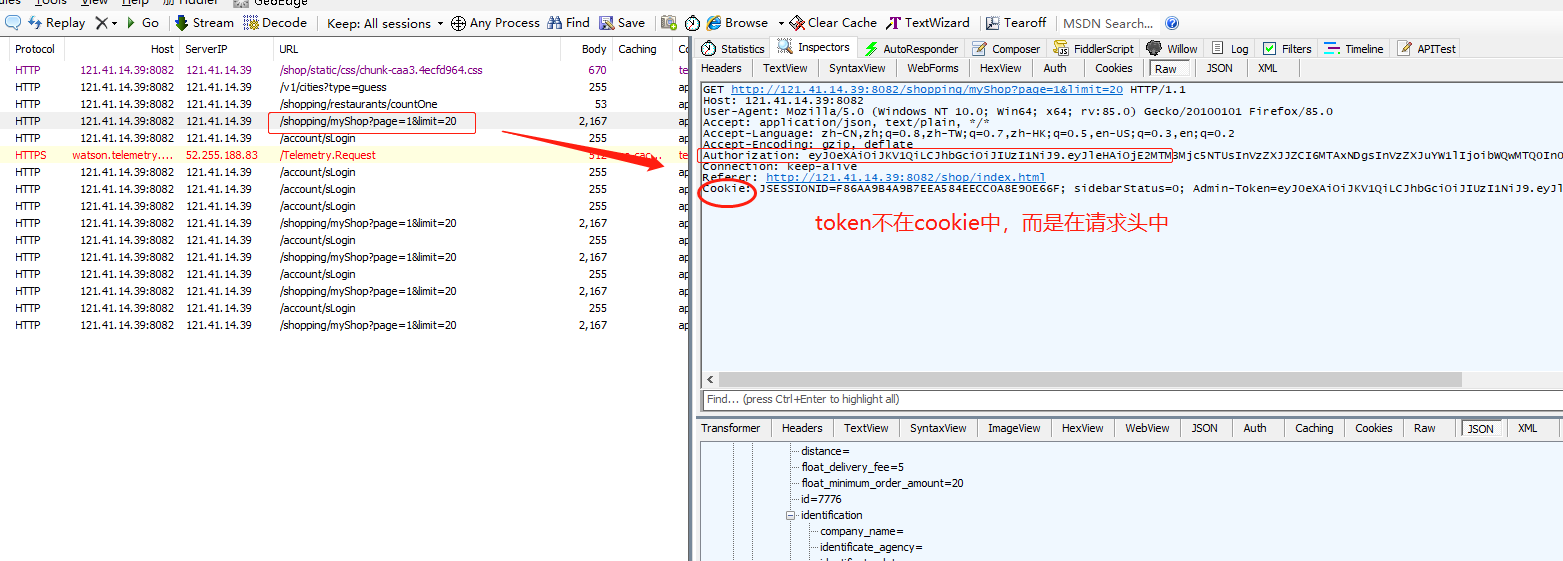 Tools View Help Fiddler GeoEdge
Replay Go Stream Decode Keep: All sessions Any Process Find Save Browse Clear Cache TextWizard Tearoff MSDN Search...
Protocol Host ServerIP URL Body Caching
HTTP 121.41.14.39:8082 121.41.14.39 /shop/static/css/chunk-caa3.4ecfd964.css 670
HTTP 121.41.14.39:8082 121.41.14.39 /v1/cities?type=guess 255
HTTP 121.41.14.39:8082 121.41.14.39 /shopping/restaurants/countOne 53
HTTP 121.41.14.39:8082 121.41.14.39 /shopping/myShop?page=1&limit=20 2,167
HTTP 121.41.14.39:8082 121.41.14.39 /account/sLogin 255
HTTPS watson.telemetry.... 52.255.188.83 /Telemetry.Request 512
HTTP 121.41.14.39:8082 121.41.14.39 /account/sLogin 255
HTTP 121.41.14.39:8082 121.41.14.39 /account/sLogin 255
HTTP 121.41.14.39:8082 121.41.14.39 /account/sLogin 255
HTTP 121.41.14.39:8082 121.41.14.39 /shopping/myShop?page=1&limit=20 2,167
HTTP 121.41.14.39:8082 121.41.14.39 /account/sLogin 255
HTTP 121.41.14.39:8082 121.41.14.39 /shopping/myShop?page=1&limit=20 2,167
HTTP 121.41.14.39:8082 121.41.14.39 /account/sLogin 255
HTTP 121.41.14.39:8082 121.41.14.39 /shopping/myShop?page=1&limit=20 2,167
HTTP 121.41.14.39:8082 121.41.14.39 /account/sLogin 255
HTTP 121.41.14.39:8082 121.41.14.39 /shopping/myShop?page=1&limit=20 2,167
Statistics Inspectors AutoResponder Composer FiddlerScript Willow Log Filters Timeline APITest
Headers TextView SyntaxView WebForms HexView Auth Cookies Raw JSON XML
GET http://121.41.14.39:8082/shopping/myShop?page=1&limit=20 HTTP/1.1
Host: 121.41.14.39:8082
User-Agent: Mozilla/5.0 (Windows NT 10.0; Win64; x64; rv:85.0) Gecko/20100101 Firefox/85.0
Accept: application/json, text/plain, */*
Accept-Language: zh-CN,zh;q=0.8,zh-TW;q=0.7,zh-HK;q=0.5,en-US;q=0.3,en;q=0.2
Accept-Encoding: gzip, deflate
Authorization: eyJ0eXAiOiJKV1QiLCJhbGciOiJIUzI1NiJ9.eyJleHAiOjE2MTM3Mjc5NTUsInVzZXJJZCI6MTAxNDgsInVzZXJuYW1lIjoibWQwMTQ0In0
Connection: keep-alive
Referer: http://121.41.14.39:8082/shop/index.html
Cookie: JSESSIONID=F86AA9B4A9B7EEA584EECC0A8E90E66F; sidebarStatus=0; Admin-Token=eyJ0eXAiOiJKV1QiLCJhbGciOiJIUzI1NiJ9.eyJl
token不在cookie中，而是在请求头中
Find... (press Ctrl+Enter to highlight all)
Transformer Headers TextView SyntaxView ImageView HexView WebView JSON Auth Caching Cookies Raw JSON XML
distance=
float_delivery_fee=5
float_minimum_order_amount=20
id=7776
identification
company_name=
identificate_agency=